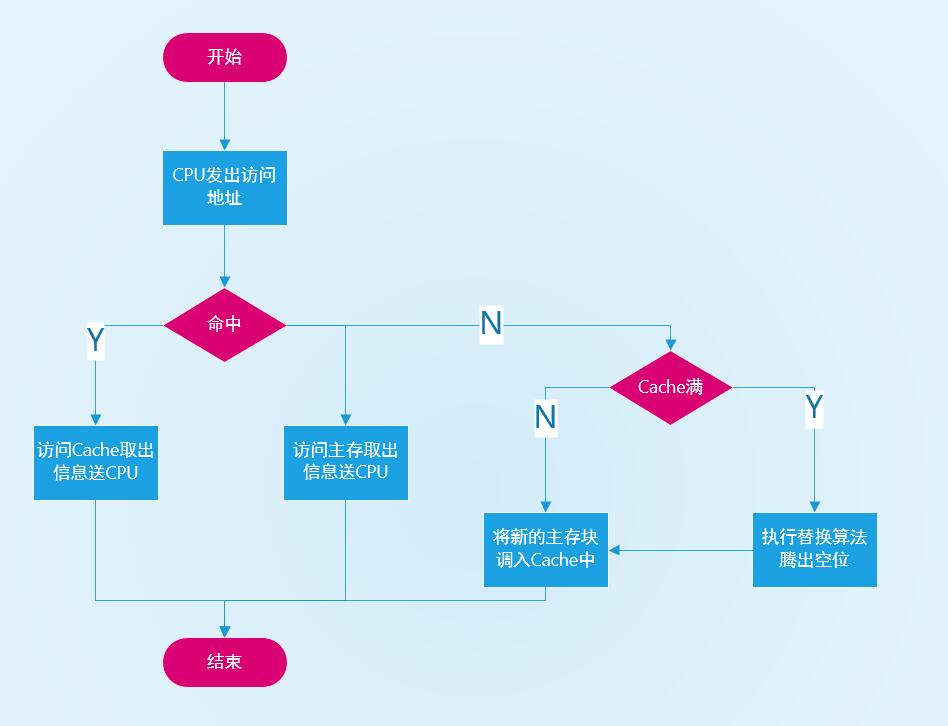 开始
CPU发出访问
地址
命中
Y
N
Cache满
N
Y
访问Cache取出
信息送CPU
访问主存取出
信息送CPU
将新的主存块
调入Cache中
执行替换算法
腾出空位
结束